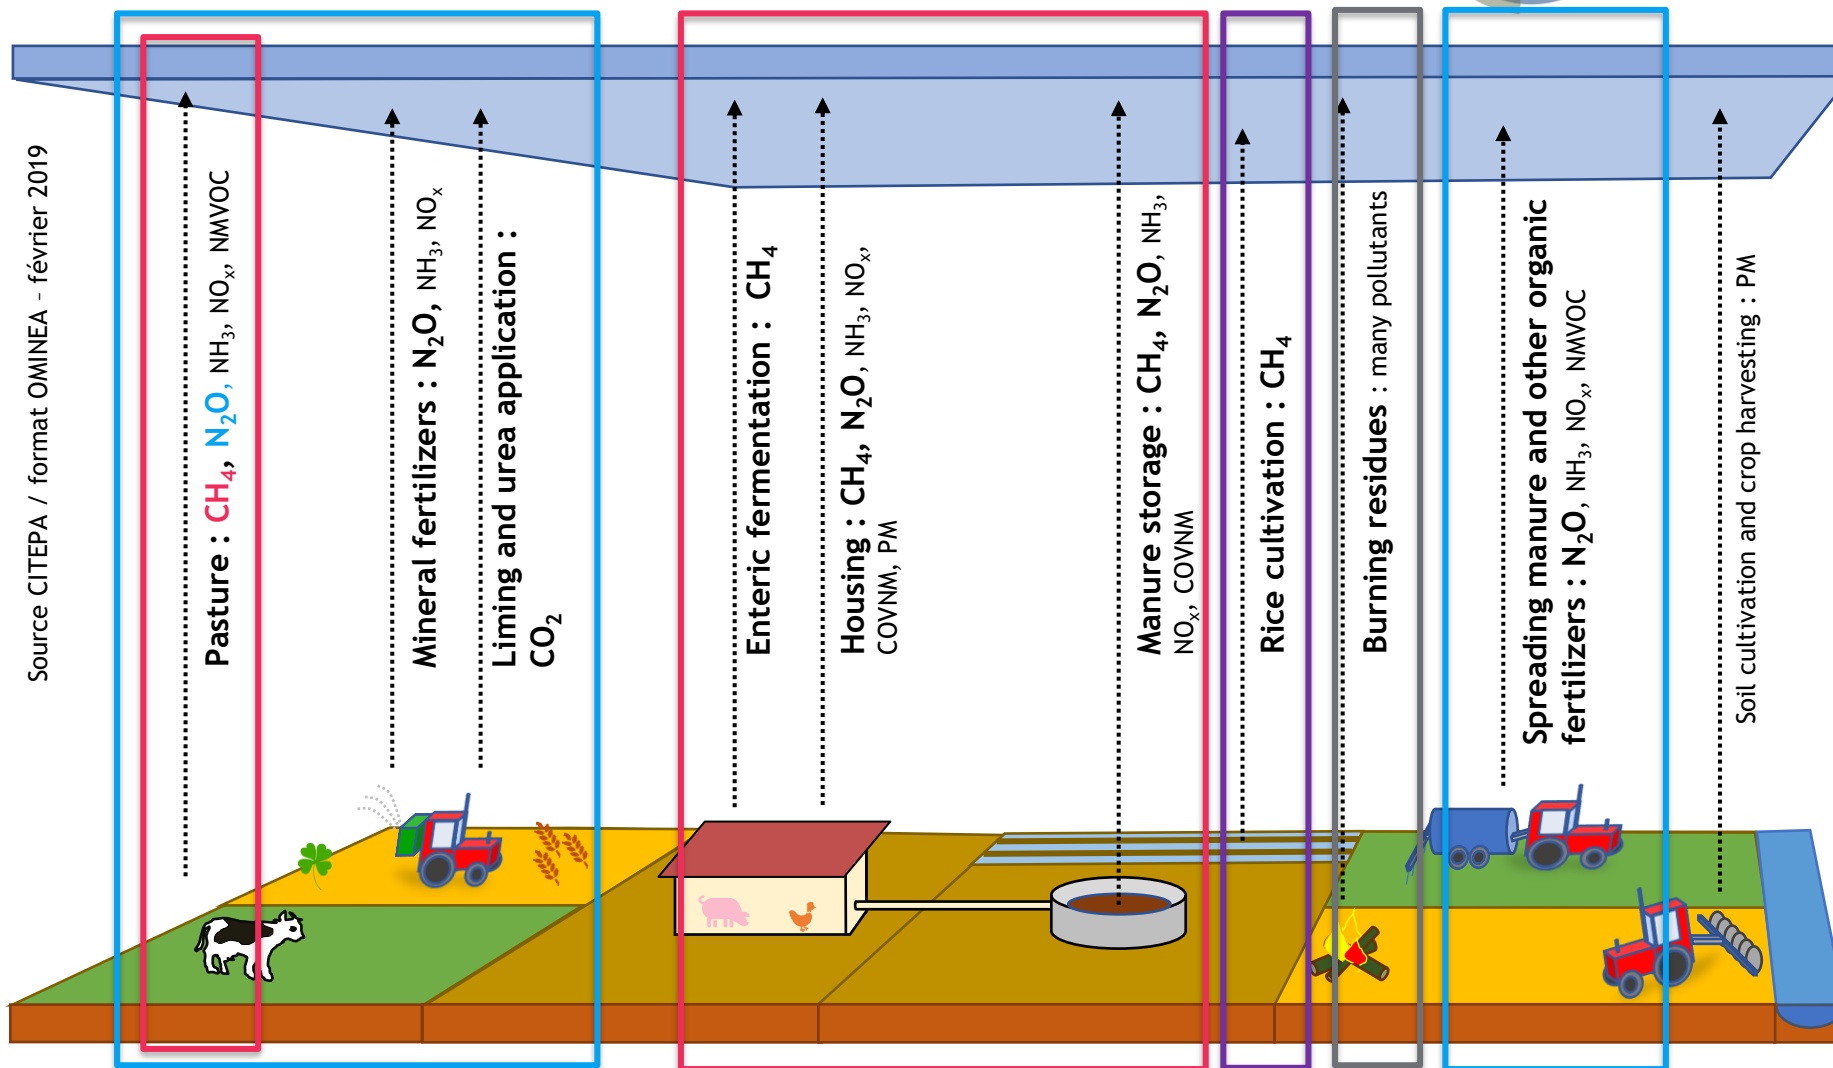 Source CITEPA / format OMINEA - février 2019
Pasture : CH₄, N₂O, NH₃, NOₓ, NMVOC
Mineral fertilizers : N₂O, NH₃, NOₓ
Liming and urea application :
CO₂
Enteric fermentation : CH₄
Housing : CH₄, N₂O, NH₃, NOₓ,
COVNM, PM
Manure storage : CH₄, N₂O, NH₃,
NOₓ, COVNM
Rice cultivation : CH₄
Burning residues : many pollutants
Spreading manure and other organic
fertilizers : N₂O, NH₃, NOₓ, NMVOC
Soil cultivation and crop harvesting : PM